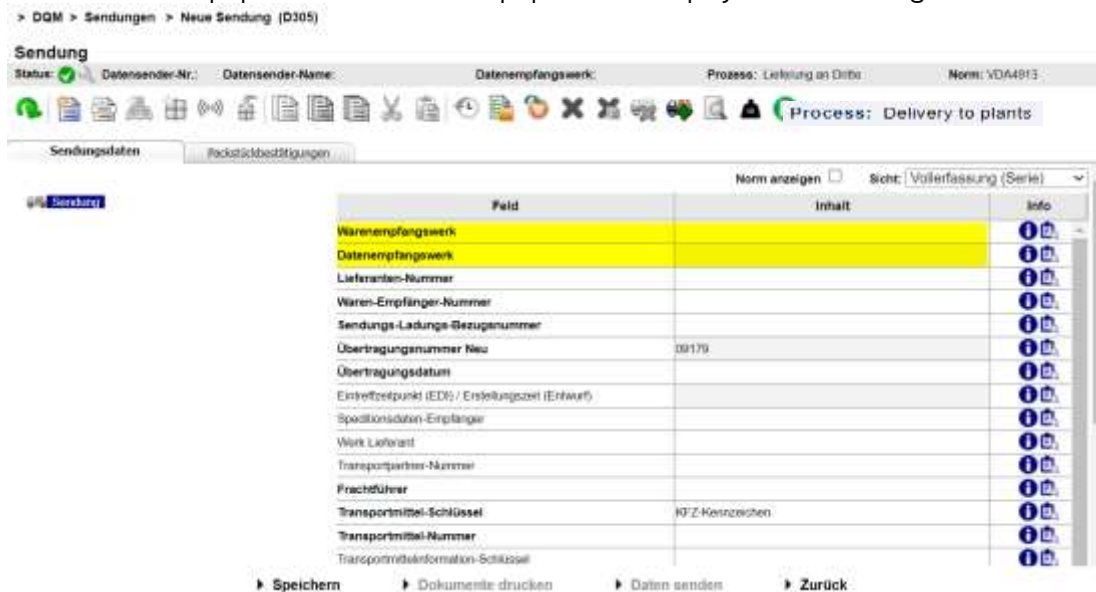 > DQM > Sendungen > Neue Sendung (D305)
Sendung
Status: Datensender-Nr.: Datensender-Name: Datenempfangswerk: Prozess: Lieferung an Dritte Norm: VDA4913
Process: Delivery to plants
Sendungsdaten Packstückbestätigungen
Norm anzeigen Sicht: Vollerfassung (Serie)
Sendung
Feld Inhalt Info
Warenempfangswerk
Datenempfangswerk
Lieferanten-Nummer
Waren-Empfänger-Nummer
Sendungs-Ladungs-Bezugsnummer
Übertragungsnummer Neu 09179
Übertragungsdatum
Eintreffzeitpunkt (EDI) / Erstellungszeit (Entwurf)
Speditionsdaten-Empfänger
Werk Lieferant
Transportpartner-Nummer
Frachtführer
Transportmittel-Schlüssel KFZ-Kennzeichen
Transportmittel-Nummer
Transportmittelinformation-Schlüssel
Speichern Dokumente drucken Daten senden Zurück